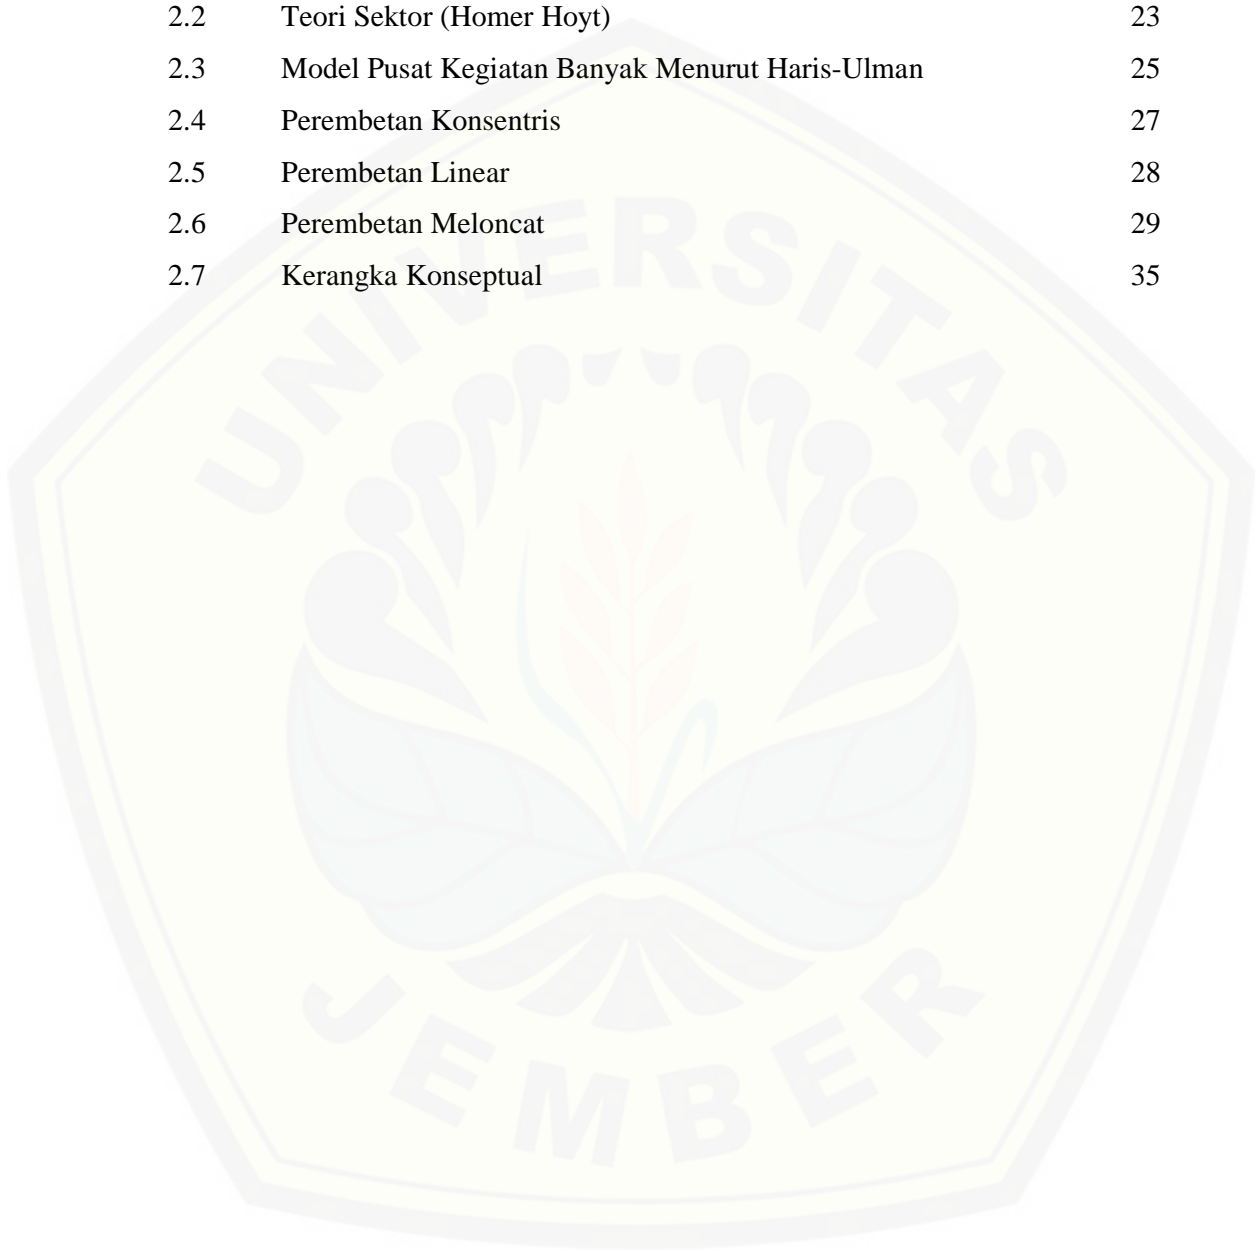 2.2 Teori Sektor (Homer Hoyt) 23
2.3 Model Pusat Kegiatan Banyak Menurut Haris-Ulman 25
2.4 Perembetan Konsentris 27
2.5 Perembetan Linear 28
2.6 Perembetan Meloncat 29
2.7 Kerangka Konseptual 35
UNIVERSITAS
JEMBER